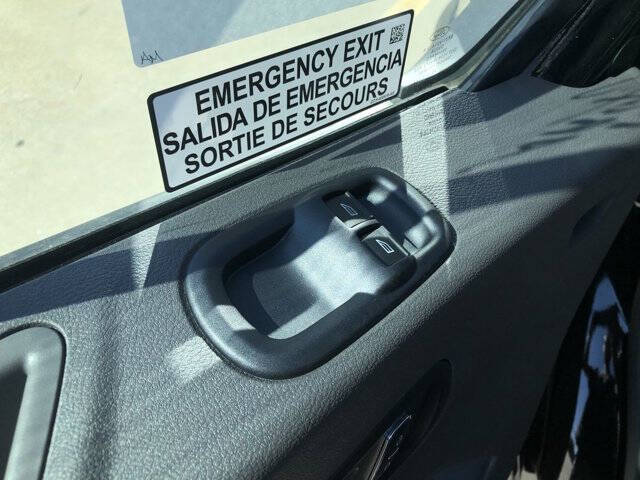 EMERGENCY EXIT
SALIDA DE EMERGENCIA
SORTIE DE SECOURS